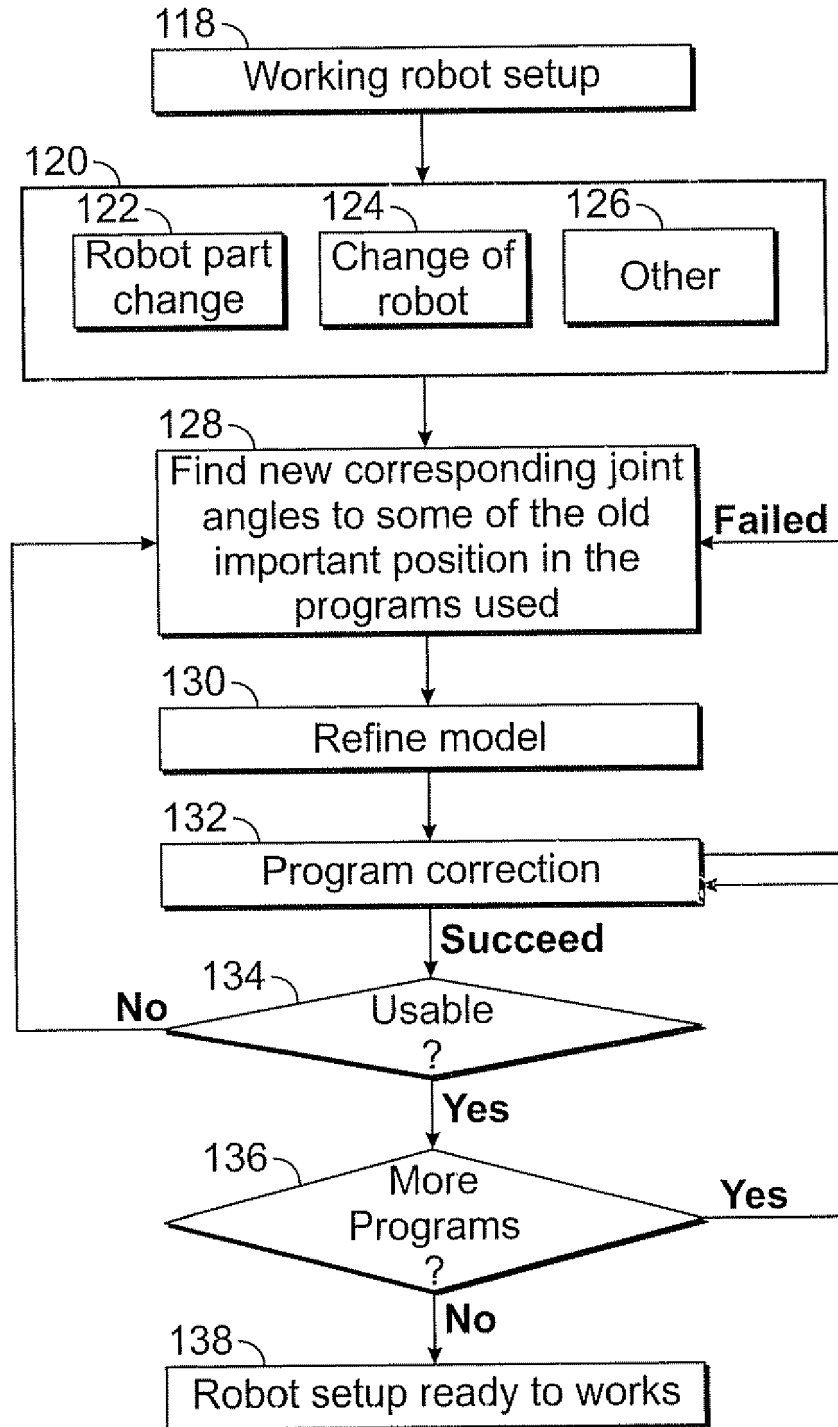 118
Working robot setup
120
122
Robot part
change
124
Change of
robot
126
Other
128
Find new corresponding joint
angles to some of the old
important position in the
programs used
Failed
130
Refine model
132
Program correction
Succeed
134
Usable
?
No
Yes
136
More
Programs
?
Yes
No
138
Robot setup ready to works